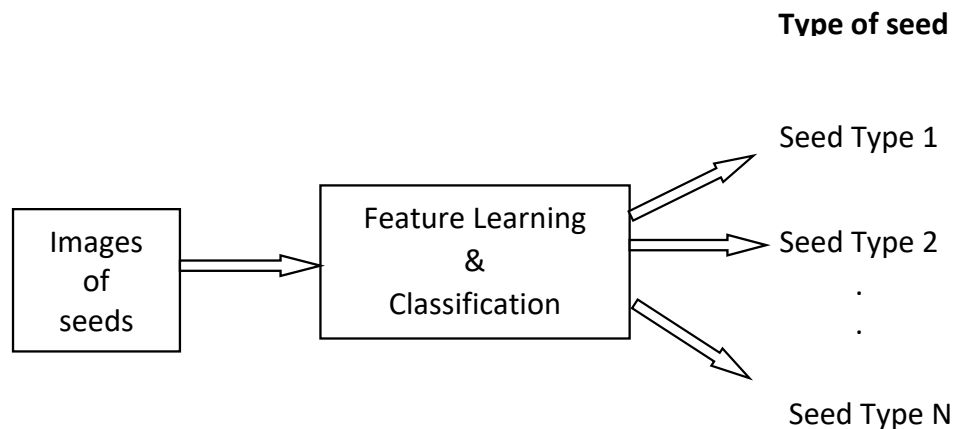 Type of seed
Seed Type 1
Images
of
seeds
Feature Learning
&
Classification
Seed Type 2
.
.
Seed Type N